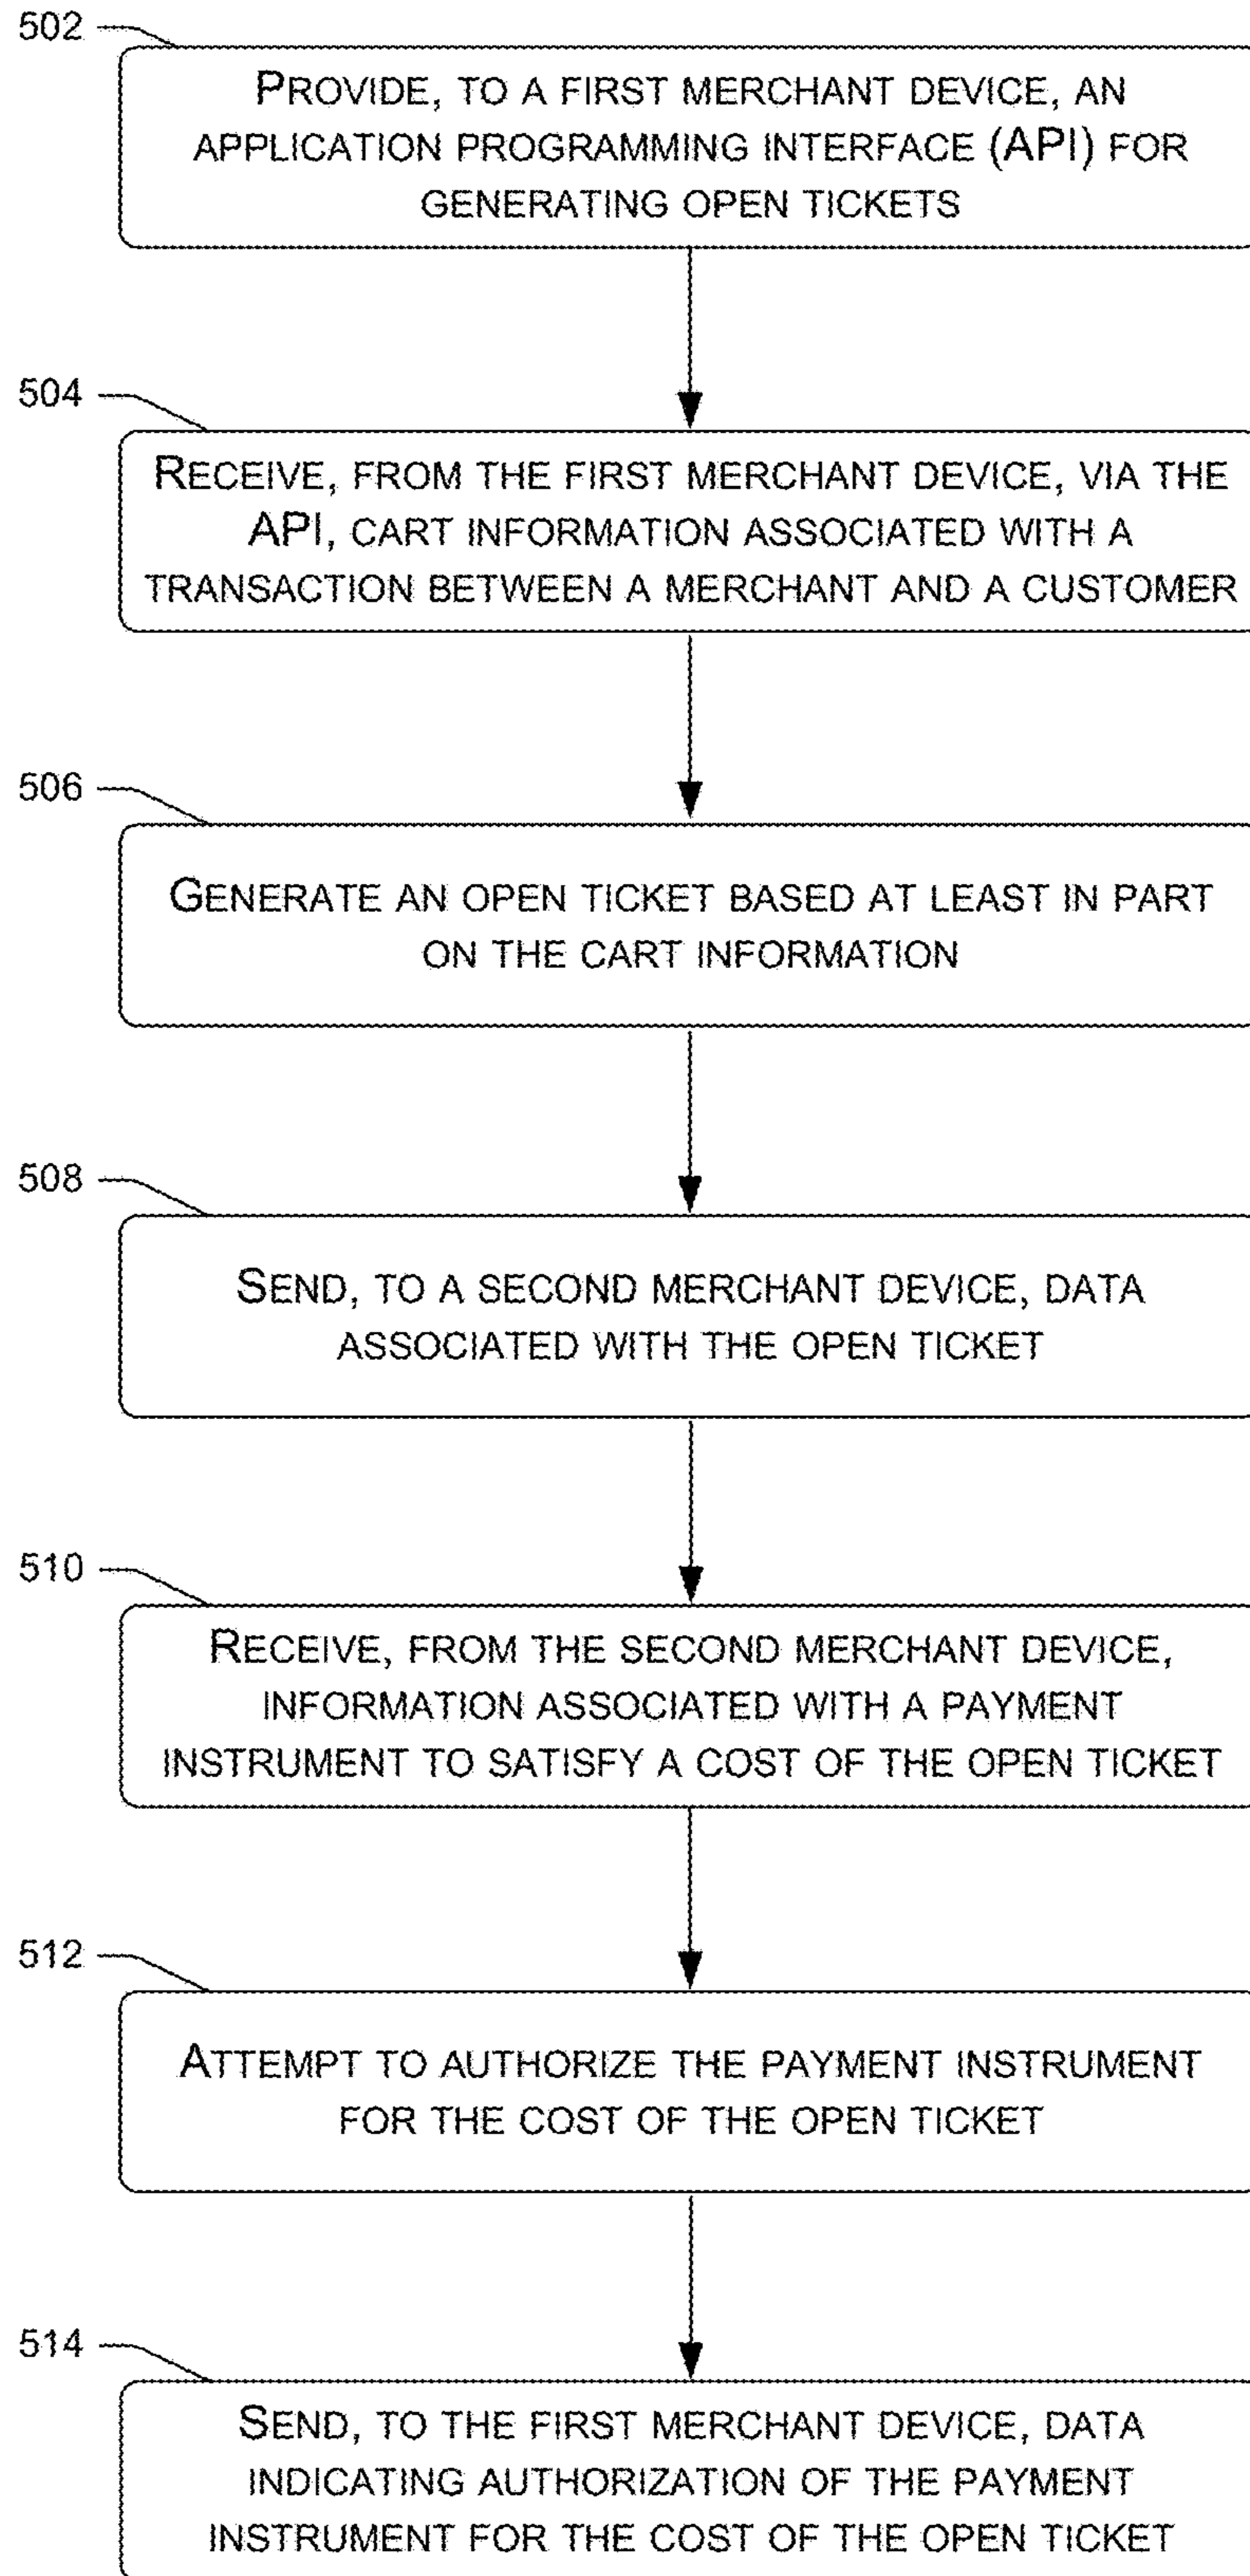 502
PROVIDE, TO A FIRST MERCHANT DEVICE, AN
APPLICATION PROGRAMMING INTERFACE (API) FOR
GENERATING OPEN TICKETS
504
RECEIVE, FROM THE FIRST MERCHANT DEVICE, VIA THE
API, CART INFORMATION ASSOCIATED WITH A
TRANSACTION BETWEEN A MERCHANT AND A CUSTOMER
506
GENERATE AN OPEN TICKET BASED AT LEAST IN PART
ON THE CART INFORMATION
508
SEND, TO A SECOND MERCHANT DEVICE, DATA
ASSOCIATED WITH THE OPEN TICKET
510
RECEIVE, FROM THE SECOND MERCHANT DEVICE,
INFORMATION ASSOCIATED WITH A PAYMENT
INSTRUMENT TO SATISFY A COST OF THE OPEN TICKET
512
ATTEMPT TO AUTHORIZE THE PAYMENT INSTRUMENT
FOR THE COST OF THE OPEN TICKET
514
SEND, TO THE FIRST MERCHANT DEVICE, DATA
INDICATING AUTHORIZATION OF THE PAYMENT
INSTRUMENT FOR THE COST OF THE OPEN TICKET